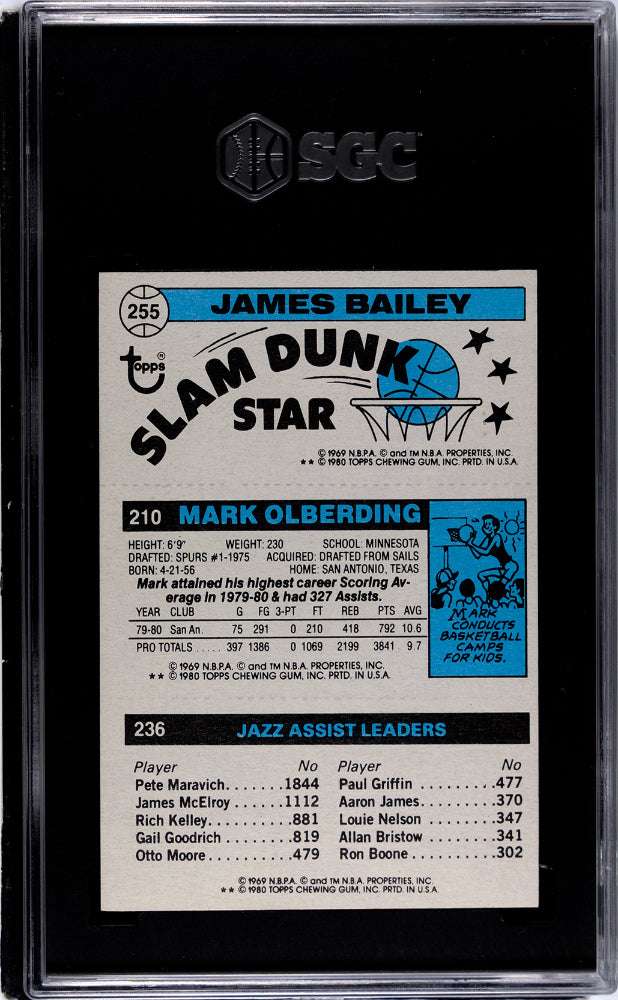 SGC
255 JAMES BAILEY
Topps®
SLAM DUNK
STAR
© 1969 N.B.P.A. © and TM N.B.A. PROPERTIES, INC.
** © 1980 TOPPS CHEWING GUM, INC. PRTD. IN U.S.A.
210 MARK OLBERDING
HEIGHT: 6'9" WEIGHT: 230 SCHOOL: MINNESOTA
DRAFTED: SPURS #1-1975 ACQUIRED: DRAFTED FROM SAILS
BORN: 4-21-56 HOME: SAN ANTONIO, TEXAS
Mark attained his highest career Scoring Av-
erage in 1979-80 & had 327 Assists.
YEAR CLUB G FG 3-PT FT REB PTS AVG
79-80 San An. 75 291 0 210 418 792 10.6
PRO TOTALS ..... 397 1386 0 1069 2199 3841 9.7
© 1969 N.B.P.A. © and TM N.B.A. PROPERTIES, INC.
** © 1980 TOPPS CHEWING GUM, INC. PRTD. IN U.S.A.
MARK
CONDUCTS
BASKETBALL
CAMPS
FOR KIDS.
236 JAZZ ASSIST LEADERS
Player No Player No
Pete Maravich.......1844 Paul Griffin .........477
James McElroy ......1112 Aaron James.........370
Rich Kelley.........881 Louie Nelson ........347
Gail Goodrich .......819 Allan Bristow ........341
Otto Moore.........479 Ron Boone..........302
© 1969 N.B.P.A. © and TM N.B.A. PROPERTIES, INC.
** © 1980 TOPPS CHEWING GUM, INC. PRTD. IN U.S.A.